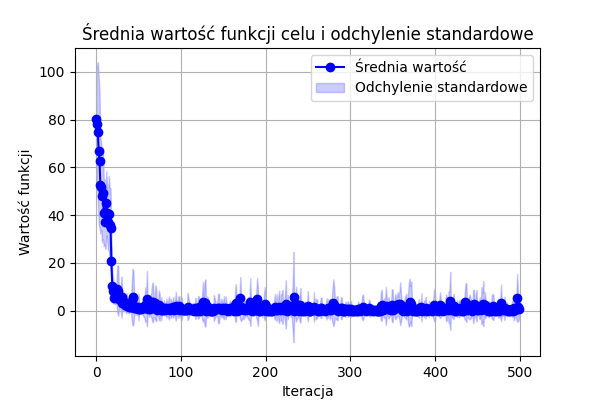 Średnia wartość funkcji celu i odchylenie standardowe
Średnia wartość
Odchylenie standardowe
Wartość funkcji
100
80
60
40
20
0
0 100 200 300 400 500
Iteracja